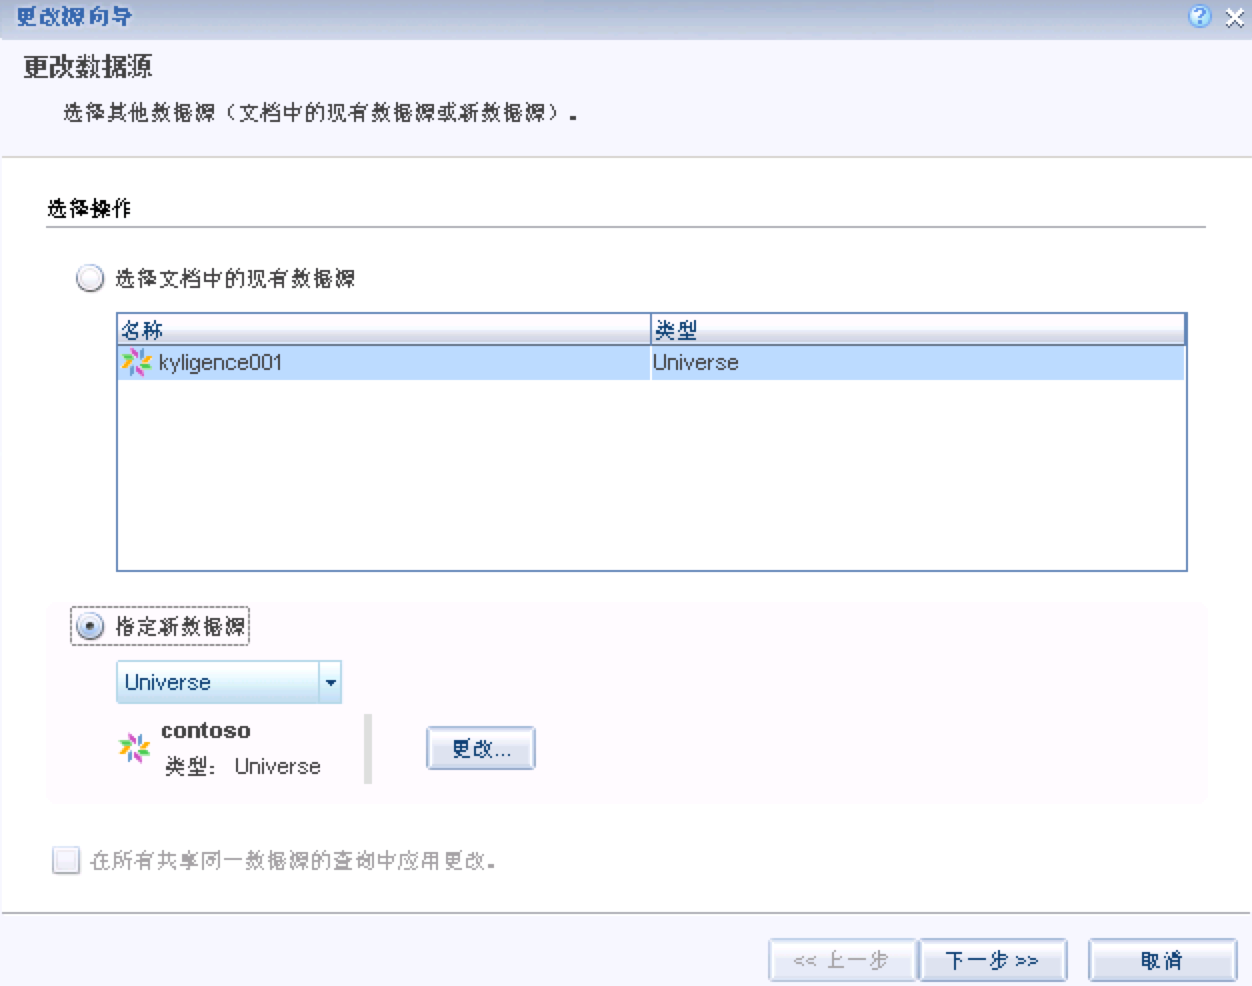 更改源向导
更改数据源
选择其他数据源（文档中的现有数据源或新数据源）.
选择操作
选择文档中的现有数据源
名称 类型
kyligence001 Universe
指定新数据源
Universe
contoso
类型: Universe
更改...
在所有共享同一数据源的查询中应用更改.
<< 上一步 下一步 >> 取消